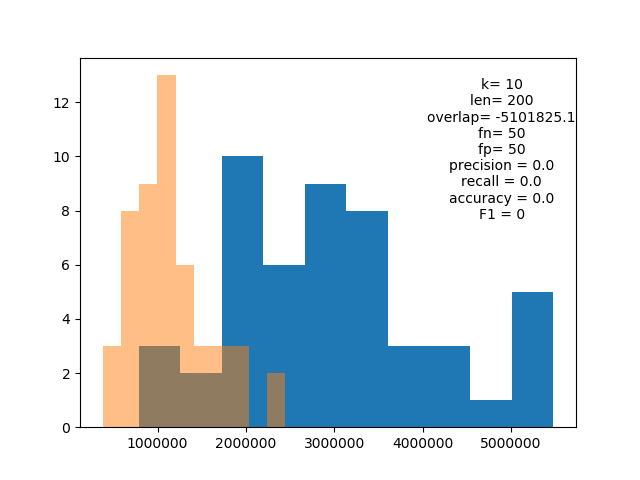 k= 10
len= 200
overlap= -5101825.1
fn= 50
fp= 50
precision = 0.0
recall = 0.0
accuracy = 0.0
F1 = 0
12
10
8
6
4
2
0
1000000 2000000 3000000 4000000 5000000